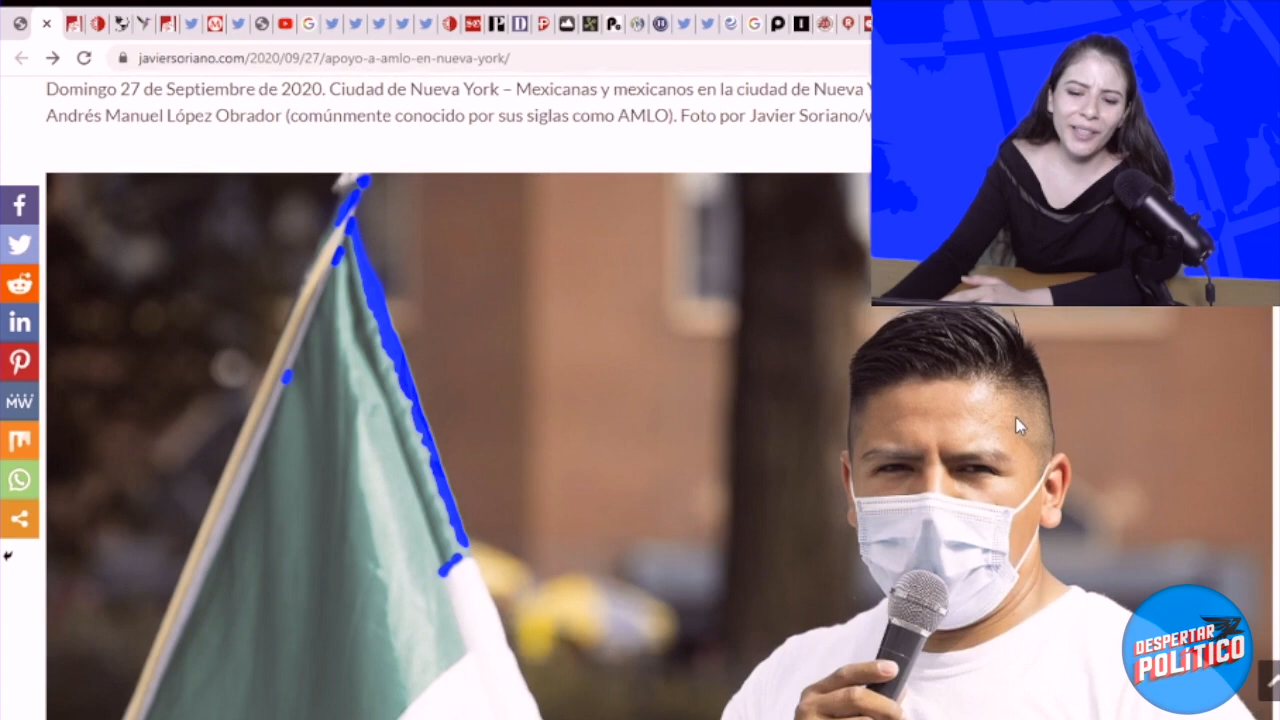 javiersoriano.com/2020/09/27/apoyo-a-amlo-en-nueva-york/
Domingo 27 de Septiembre de 2020. Ciudad de Nueva York – Mexicanas y mexicanos en la ciudad de Nueva
Andrés Manuel López Obrador (comúnmente conocido por sus siglas como AMLO). Foto por Javier Soriano/
in
MW
DESPERTAR
POLÍTICO